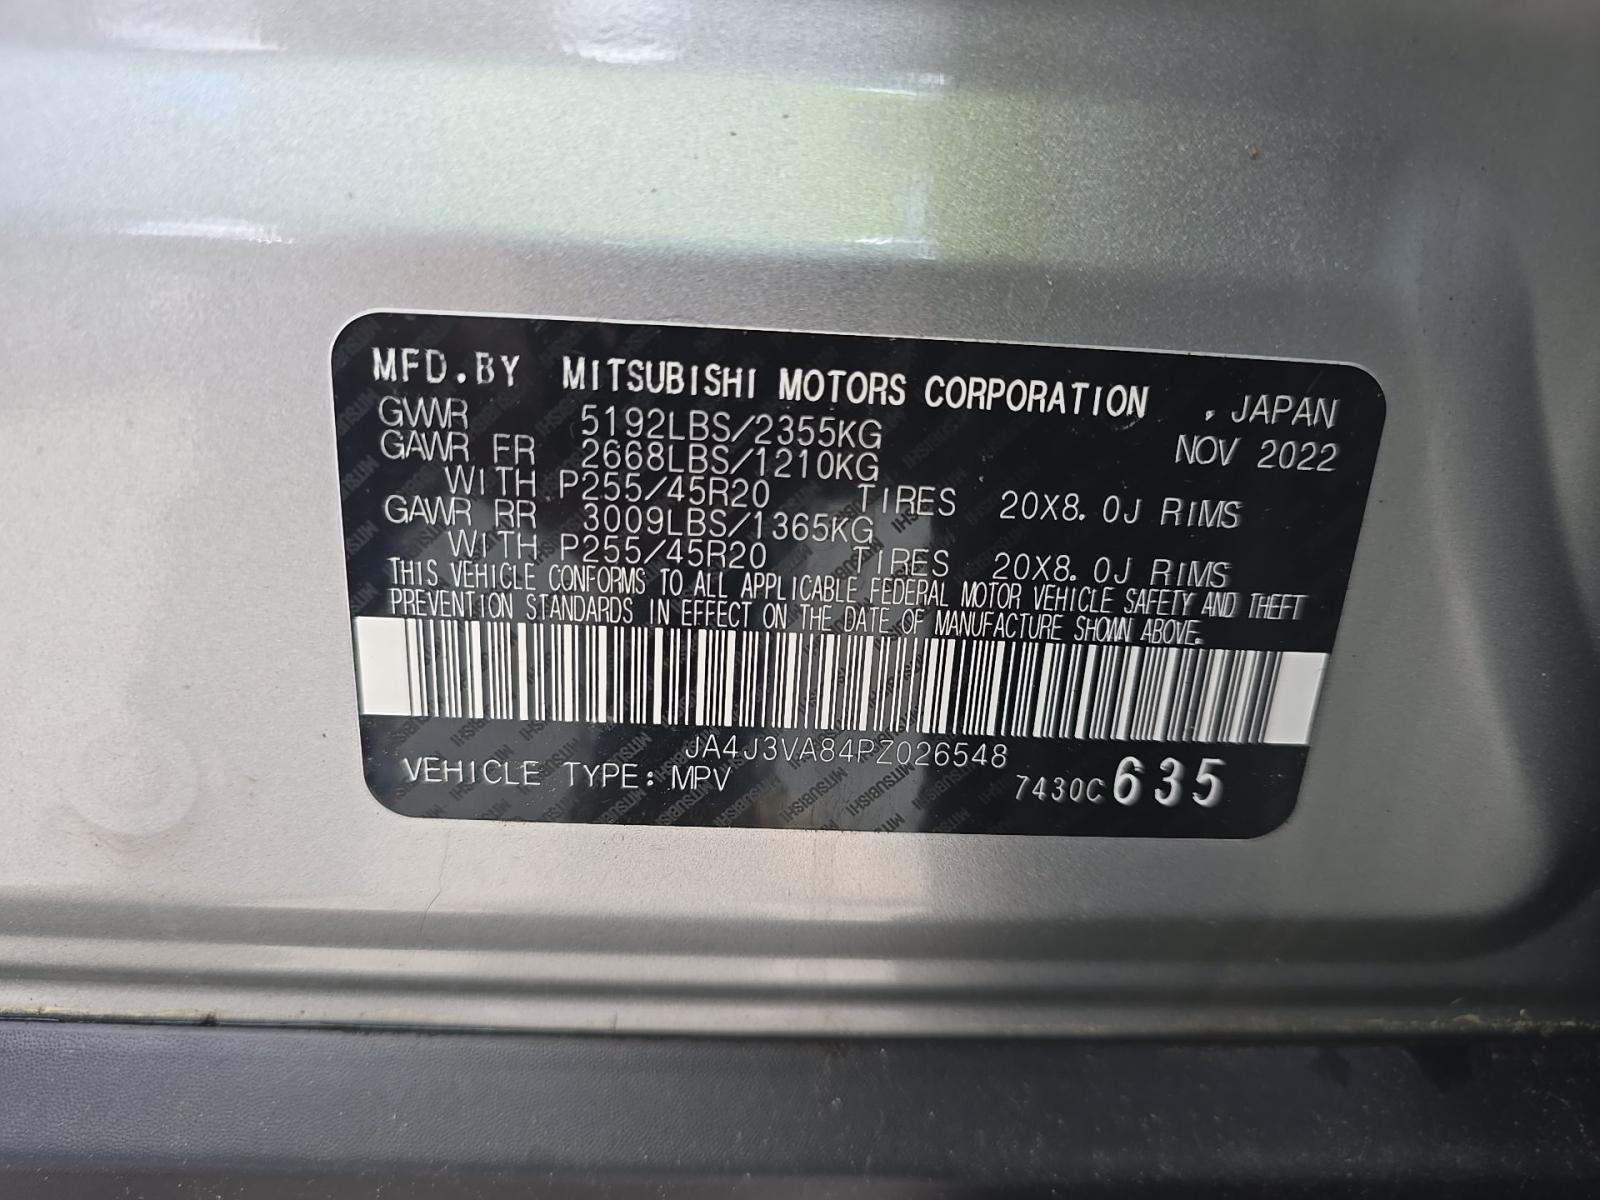 MFD.BY MITSUBISHI MOTORS CORPORATION , JAPAN
GVWR 5192LBS/2355KG NOV 2022
GAWR FR 2668LBS/1210KG
WITH P255/45R20 TIRES 20X8.0J RIMS
GAWR RR 3009LBS/1365KG
WITH P255/45R20 TIRES 20X8.0J RIMS
THIS VEHICLE CONFORMS TO ALL APPLICABLE FEDERAL MOTOR VEHICLE SAFETY AND THEFT
PREVENTION STANDARDS IN EFFECT ON THE DATE OF MANUFACTURE SHOWN ABOVE.
JA4J3VA84PZ026548
VEHICLE TYPE: MPV 7430C 635